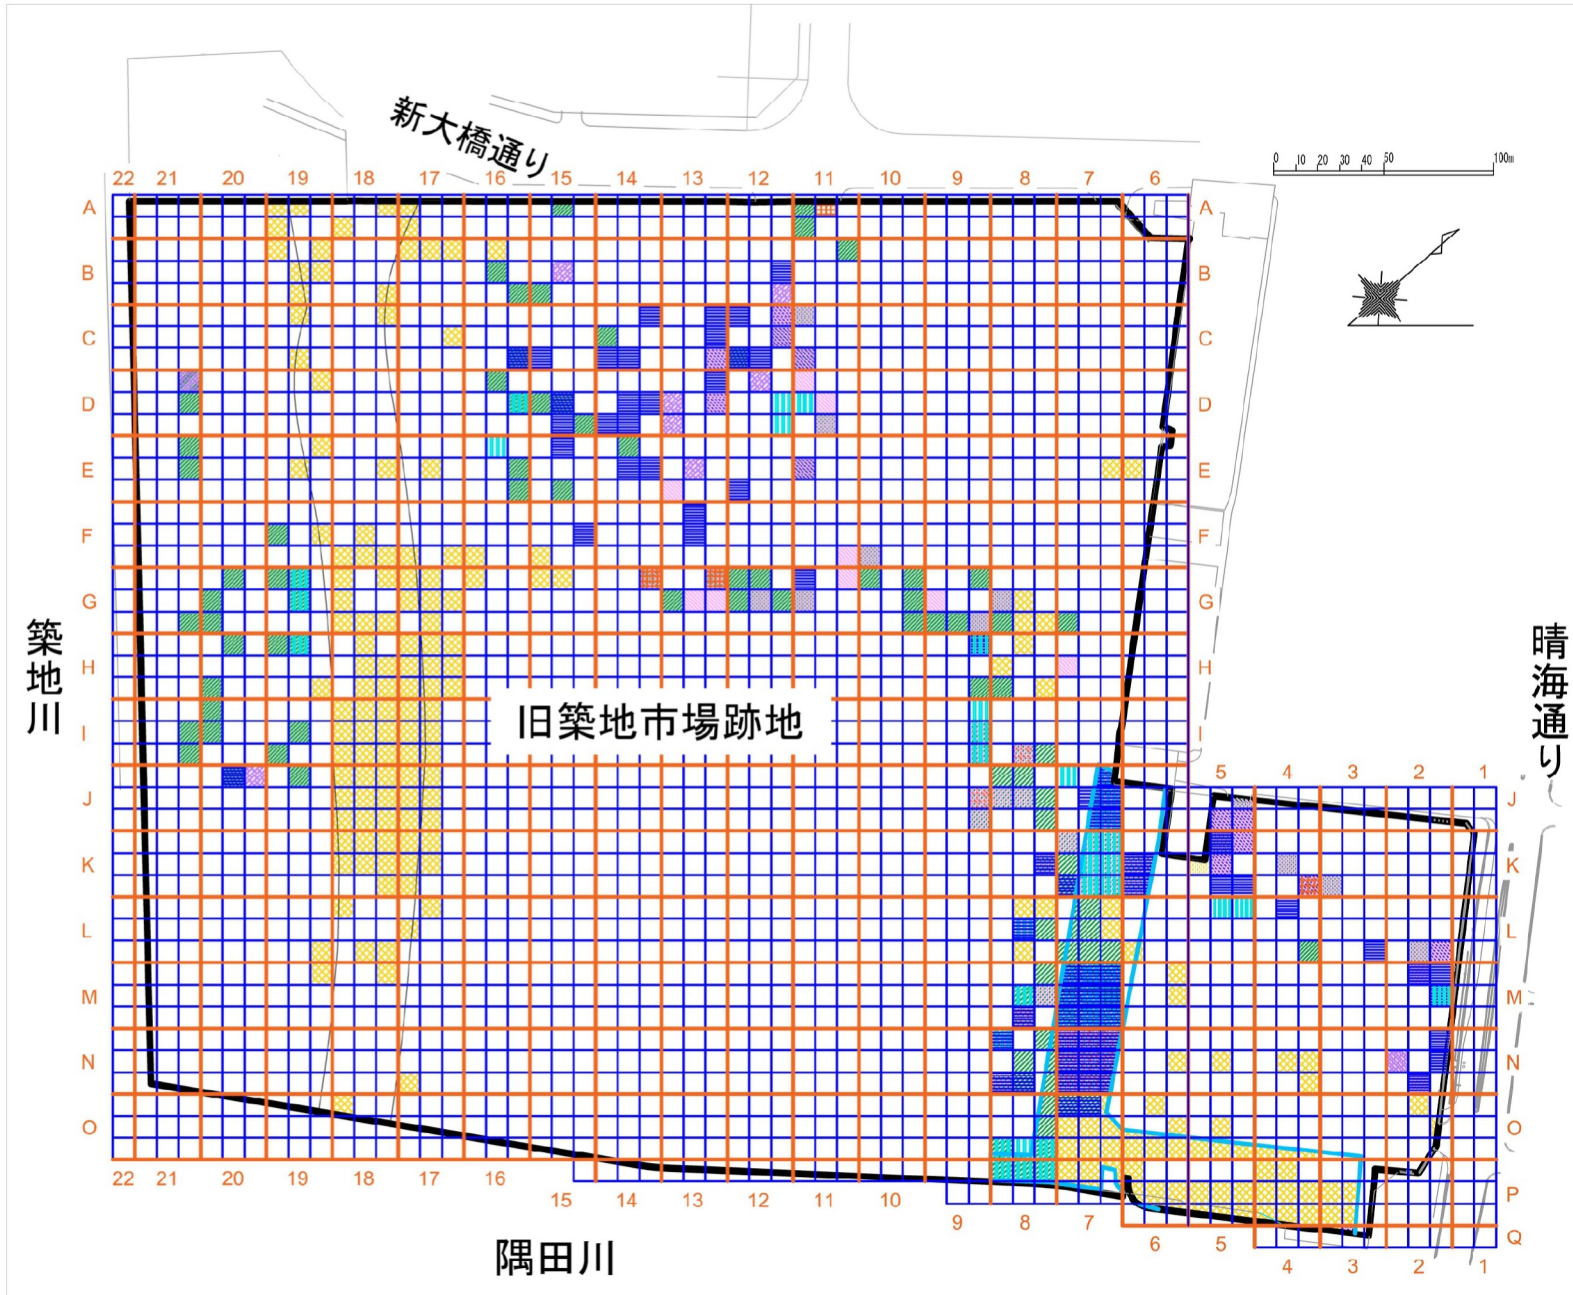 新大橋通り
0 10 20 30 40 50 100m
22 21 20 19 18 17 16 15 14 13 12 11 10 9 8 7 6
A A
B B
C C
D D
E E
F F
G G
H H
築地川
晴海通り
旧築地市場跡地
I I
5 4 3 2 1
J J
K K
L L
M M
N N
O O
22 21 20 19 18 17 16
15 14 13 12 11 10
P
9 8 7
6 5
Q
4 3 2 1
隅田川